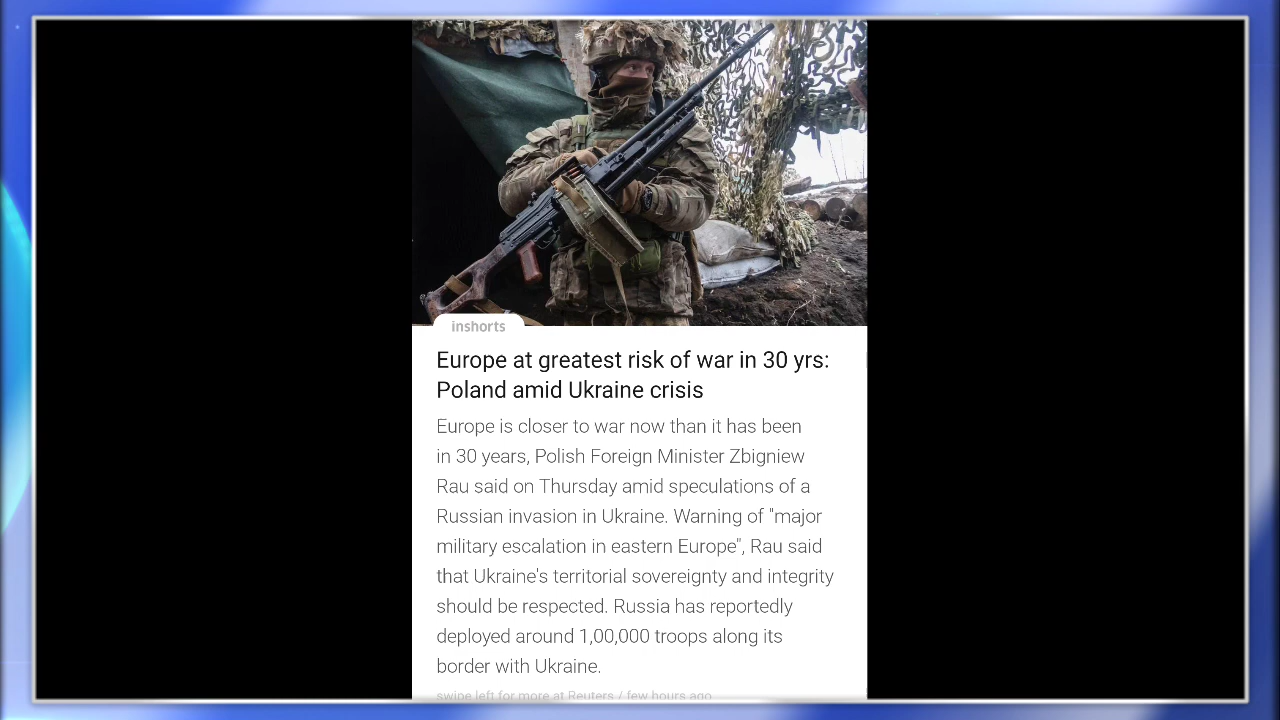 inshorts
Europe at greatest risk of war in 30 yrs:
Poland amid Ukraine crisis
Europe is closer to war now than it has been
in 30 years, Polish Foreign Minister Zbigniew
Rau said on Thursday amid speculations of a
Russian invasion in Ukraine. Warning of "major
military escalation in eastern Europe", Rau said
that Ukraine's territorial sovereignty and integrity
should be respected. Russia has reportedly
deployed around 1,00,000 troops along its
border with Ukraine.
swipe left for more at Reuters / few hours ago